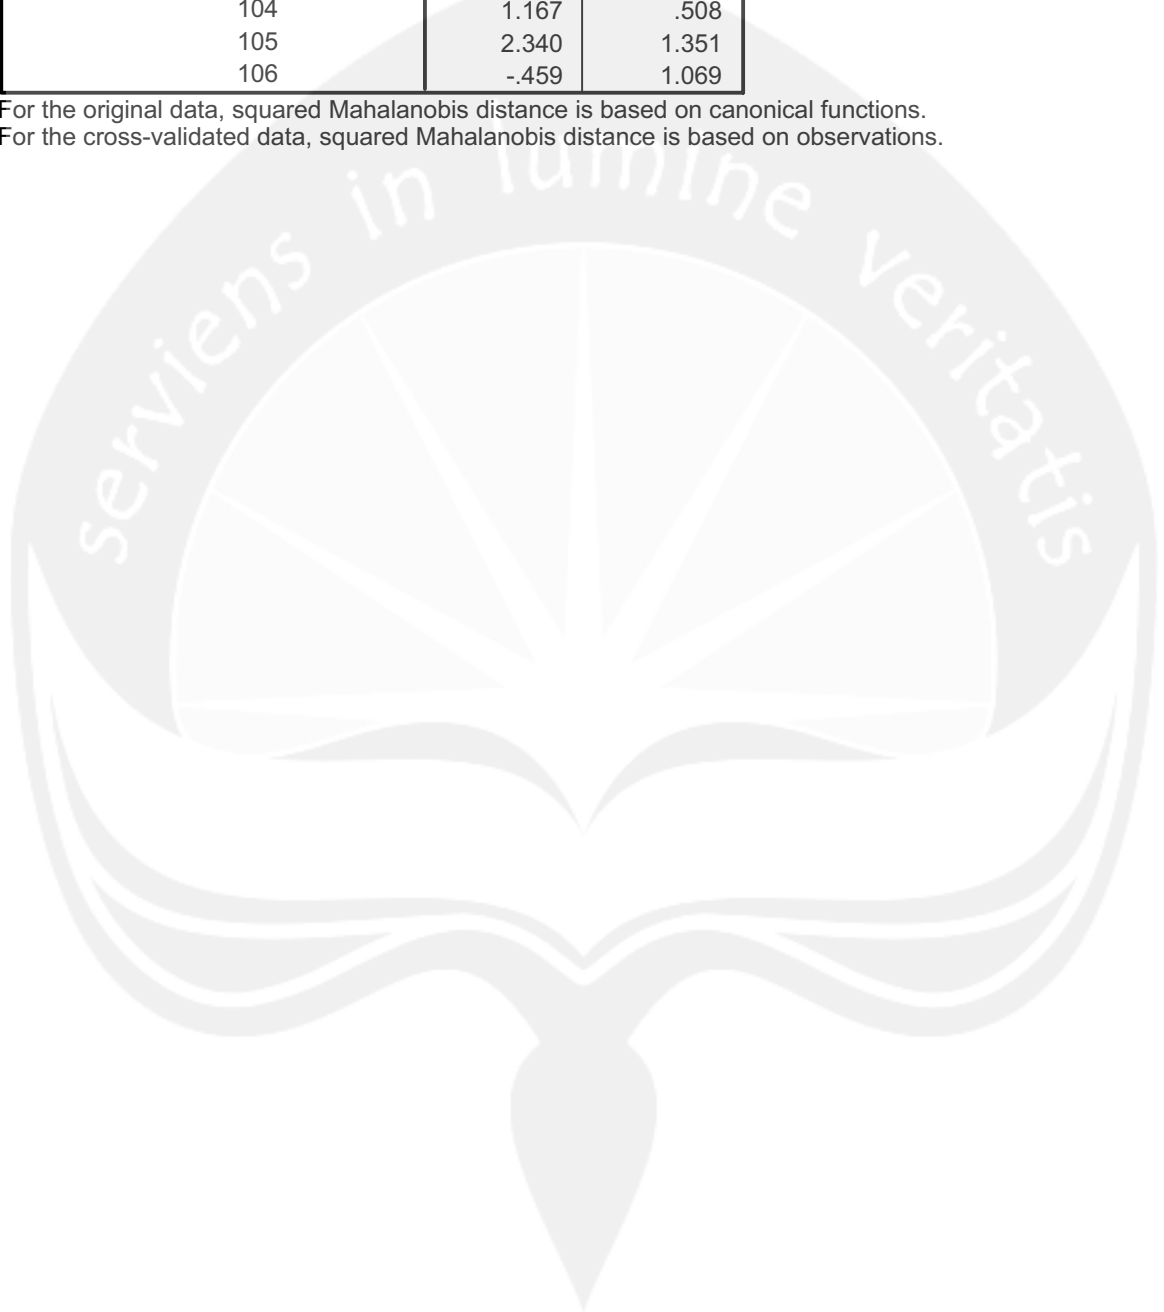 104 1.167 .508
105 2.340 1.351
106 -.459 1.069
For the original data, squared Mahalanobis distance is based on canonical functions.
For the cross-validated data, squared Mahalanobis distance is based on observations.
serviens in lumine veritatis